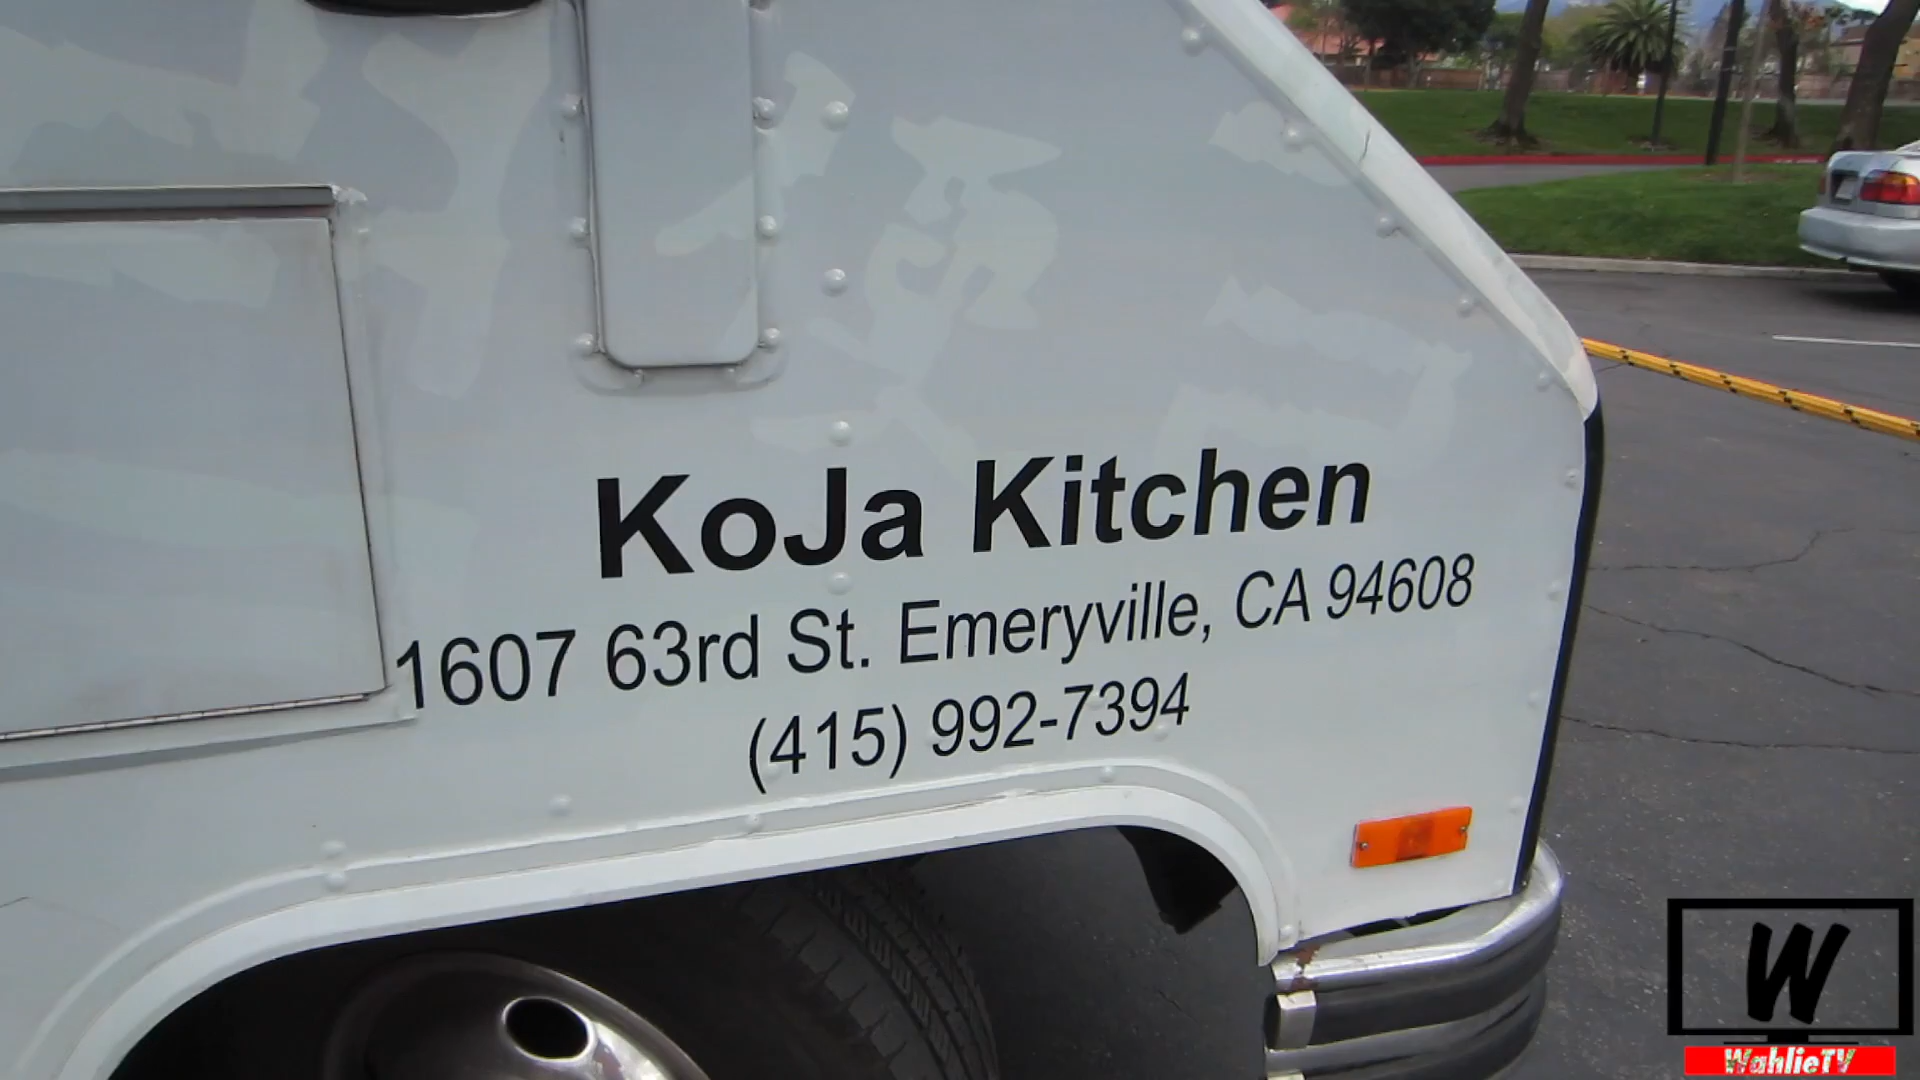 KoJa Kitchen
1607 63rd St. Emeryville, CA 94608
(415) 992-7394
W
WahlieTV